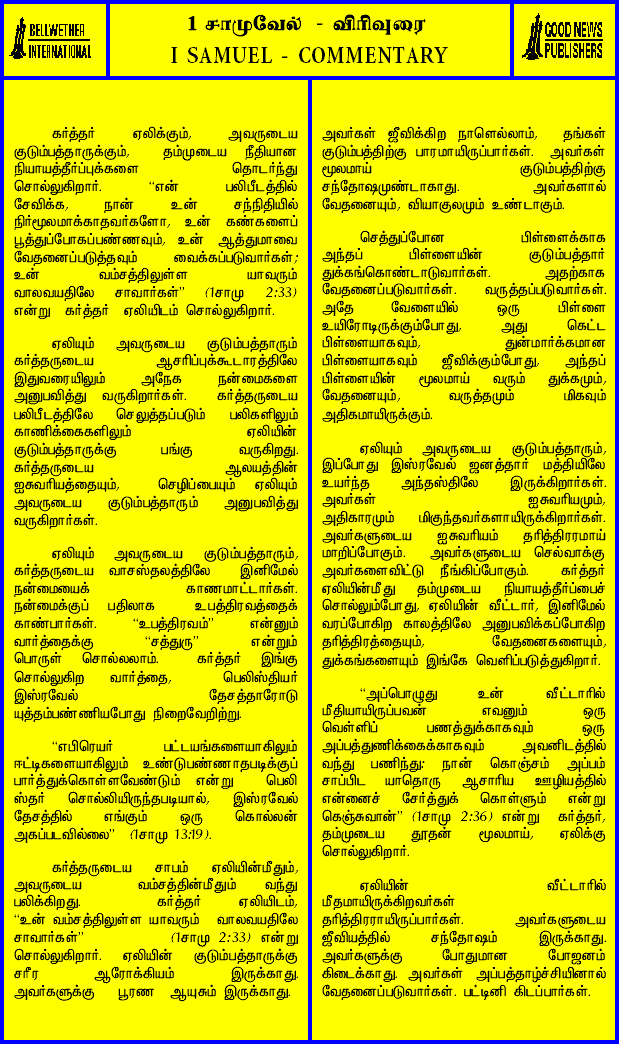 BELLWETHER
INTERNATIONAL
1 சாமுவேல் - விரிவுரை
I SAMUEL - COMMENTARY
GOOD NEWS
PUBLISHERS
கர்த்தர் ஏலிக்கும், அவருடைய
குடும்பத்தாருக்கும், தம்முடைய நீதியான
நியாயத்தீர்ப்புக்களை தொடர்ந்து
சொல்லுகிறார். “என் பலிபீடத்தில்
சேவிக்க, நான் உன் சந்நிதியில்
நிர்மூலமாக்காதவர்களோ, உன் கண்களைப்
பூத்துப்போகப்பண்ணவும், உன் ஆத்துமாவை
வேதனைப்படுத்தவும் வைக்கப்படுவார்கள்;
உன் வம்சத்திலுள்ள யாவரும்
வாலவயதிலே சாவார்கள்” (1சாமு 2:33)
என்று கர்த்தர் ஏலியிடம் சொல்லுகிறார்.
ஏலியும் அவருடைய குடும்பத்தாரும்
கர்த்தருடைய ஆசரிப்புக்கூடாரத்திலே
இதுவரையிலும் அநேக நன்மைகளை
அனுபவித்து வருகிறார்கள். கர்த்தருடைய
பலிபீடத்திலே செலுத்தப்படும் பலிகளிலும்
காணிக்கைகளிலும் ஏலியின்
குடும்பத்தாருக்கு பங்கு வருகிறது.
கர்த்தருடைய ஆலயத்தின்
ஐசுவரியத்தையும், செழிப்பையும் ஏலியும்
அவருடைய குடும்பத்தாரும் அனுபவித்து
வருகிறார்கள்.
ஏலியும் அவருடைய குடும்பத்தாரும்,
கர்த்தருடைய வாசஸ்தலத்திலே இனிமேல்
நன்மையைக் காணமாட்டார்கள்.
நன்மைக்குப் பதிலாக உபத்திரவத்தைக்
காண்பார்கள். “உபத்திரவம்” என்னும்
வார்த்தைக்கு “சத்துரு” என்றும்
பொருள் சொல்லலாம். கர்த்தர் இங்கு
சொல்லுகிற வார்த்தை, பெலிஸ்தியர்
இஸ்ரவேல் தேசத்தாரோடு
யுத்தம்பண்ணியபோது நிறைவேறிற்று.
“எபிரெயர் பட்டயங்களையாகிலும்
ஈட்டிகளையாகிலும் உண்டுபண்ணாதபடிக்குப்
பார்த்துக்கொள்ளவேண்டும் என்று பெலி
ஸ்தர் சொல்லியிருந்தபடியால், இஸ்ரவேல்
தேசத்தில் எங்கும் ஒரு கொல்லன்
அகப்படவில்லை” (1சாமு 13:19).
கர்த்தருடைய சாபம் ஏலியின்மீதும்,
அவருடைய வம்சத்தின்மீதும் வந்து
பலிக்கிறது. கர்த்தர் ஏலியிடம்,
“உன் வம்சத்திலுள்ள யாவரும் வாலவயதிலே
சாவார்கள்” (1சாமு 2:33) என்று
சொல்லுகிறார். ஏலியின் குடும்பத்தாருக்கு
சரீர ஆரோக்கியம் இருக்காது.
அவர்களுக்கு பூரண ஆயுசும் இருக்காது.
அவர்கள் ஜீவிக்கிற நாளெல்லாம், தங்கள்
குடும்பத்திற்கு பாரமாயிருப்பார்கள். அவர்கள்
மூலமாய் குடும்பத்திற்கு
சந்தோஷமுண்டாகாது. அவர்களால்
வேதனையும், வியாகுலமும் உண்டாகும்.
செத்துப்போன பிள்ளைக்காக
அந்தப் பிள்ளையின் குடும்பத்தார்
துக்கங்கொண்டாடுவார்கள். அதற்காக
வேதனைப்படுவார்கள். வருத்தப்படுவார்கள்.
அதே வேளையில் ஒரு பிள்ளை
உயிரோடிருக்கும்போது, அது கெட்ட
பிள்ளையாகவும், துன்மார்க்கமான
பிள்ளையாகவும் ஜீவிக்கும்போது, அந்தப்
பிள்ளையின் மூலமாய் வரும் துக்கமும்,
வேதனையும், வருத்தமும் மிகவும்
அதிகமாயிருக்கும்.
ஏலியும் அவருடைய குடும்பத்தாரும்,
இப்போது இஸ்ரவேல் ஜனத்தார் மத்தியிலே
உயர்ந்த அந்தஸ்திலே இருக்கிறார்கள்.
அவர்கள் ஐசுவரியமும்,
அதிகாரமும் மிகுந்தவர்களாயிருக்கிறார்கள்.
அவர்களுடைய ஐசுவரியம் தரித்திரரமாய்
மாறிப்போகும். அவர்களுடைய செல்வாக்கு
அவர்களைவிட்டு நீங்கிப்போகும். கர்த்தர்
ஏலியின்மீது தம்முடைய நியாயத்தீர்ப்பைச்
சொல்லும்போது, ஏலியின் வீட்டார், இனிமேல்
வரப்போகிற காலத்திலே அனுபவிக்கப்போகிற
தரித்திரத்தையும், வேதனைகளையும்,
துக்கங்களையும் இங்கே வெளிப்படுத்துகிறார்.
“அப்பொழுது உன் வீட்டாரில்
மீதியாயிருப்பவன் எவனும் ஒரு
வெள்ளிப் பணத்துக்காகவும் ஒரு
அப்பத்துணிக்கைக்காகவும் அவனிடத்தில்
வந்து பணிந்து: நான் கொஞ்சம் அப்பம்
சாப்பிட யாதொரு ஆசாரிய ஊழியத்தில்
என்னைச் சேர்த்துக் கொள்ளும் என்று
கெஞ்சுவான்” (1சாமு 2:36) என்று கர்த்தர்,
தம்முடைய தூதன் மூலமாய், ஏலிக்கு
சொல்லுகிறார்.
ஏலியின் வீட்டாரில்
மீதமாயிருக்கிறவர்கள்
தரித்திரராயிருப்பார்கள். அவர்களுடைய
ஜீவியத்தில் சந்தோஷம் இருக்காது.
அவர்களுக்கு போதுமான போஜனம்
கிடைக்காது. அவர்கள் அப்பத்தாழ்ச்சியினால்
வேதனைப்படுவார்கள். பட்டினி கிடப்பார்கள்.